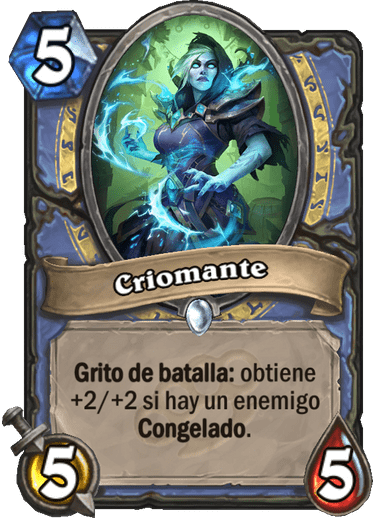 5
Criomante
Grito de batalla: obtiene
+2/+2 si hay un enemigo
Congelado.
5
5